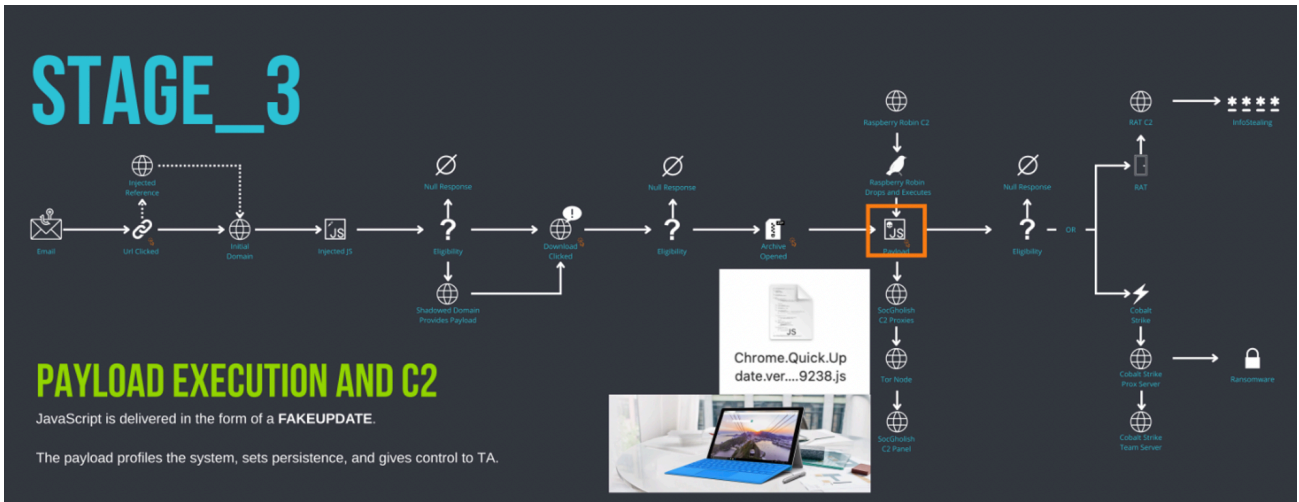 STAGE_3
Raspberry Robin C2
RAT C2
****
InfoStealing
Injected
Reference
Null Response
Null Response
Raspberry Robin
Drops and Executes
Null Response
RAT
Email
Url Clicked
Initial
Domain
JS
Injected JS
?
Eligibility
!
Download
Clicked
?
Eligibility
Archive
Opened
JS
Payload
?
Eligibility
OR
Shadowed Domain
Provides Payload
SocGholish
C2 Proxies
Cobalt
Strike
JS
Chrome.Quick.Up
date.ver....9238.js
Tor Node
Cobalt Strike
Prox Server
Ransomware
SocGholish
C2 Panel
Cobalt Strike
Team Server
PAYLOAD EXECUTION AND C2
JavaScript is delivered in the form of a FAKEUPDATE.
The payload profiles the system, sets persistence, and gives control to TA.